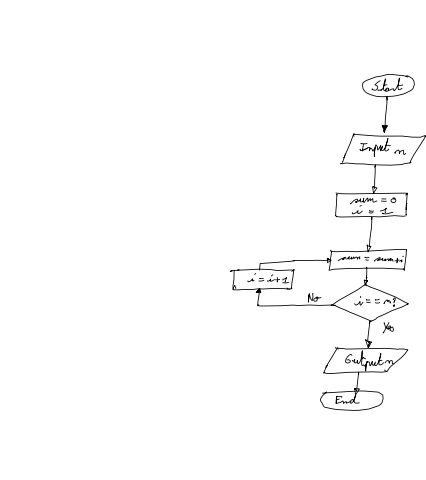 Start
Input n
sum = 0
i = 1
sum = sum+i
i = i+1
No
i == n?
Yes
Output n
End